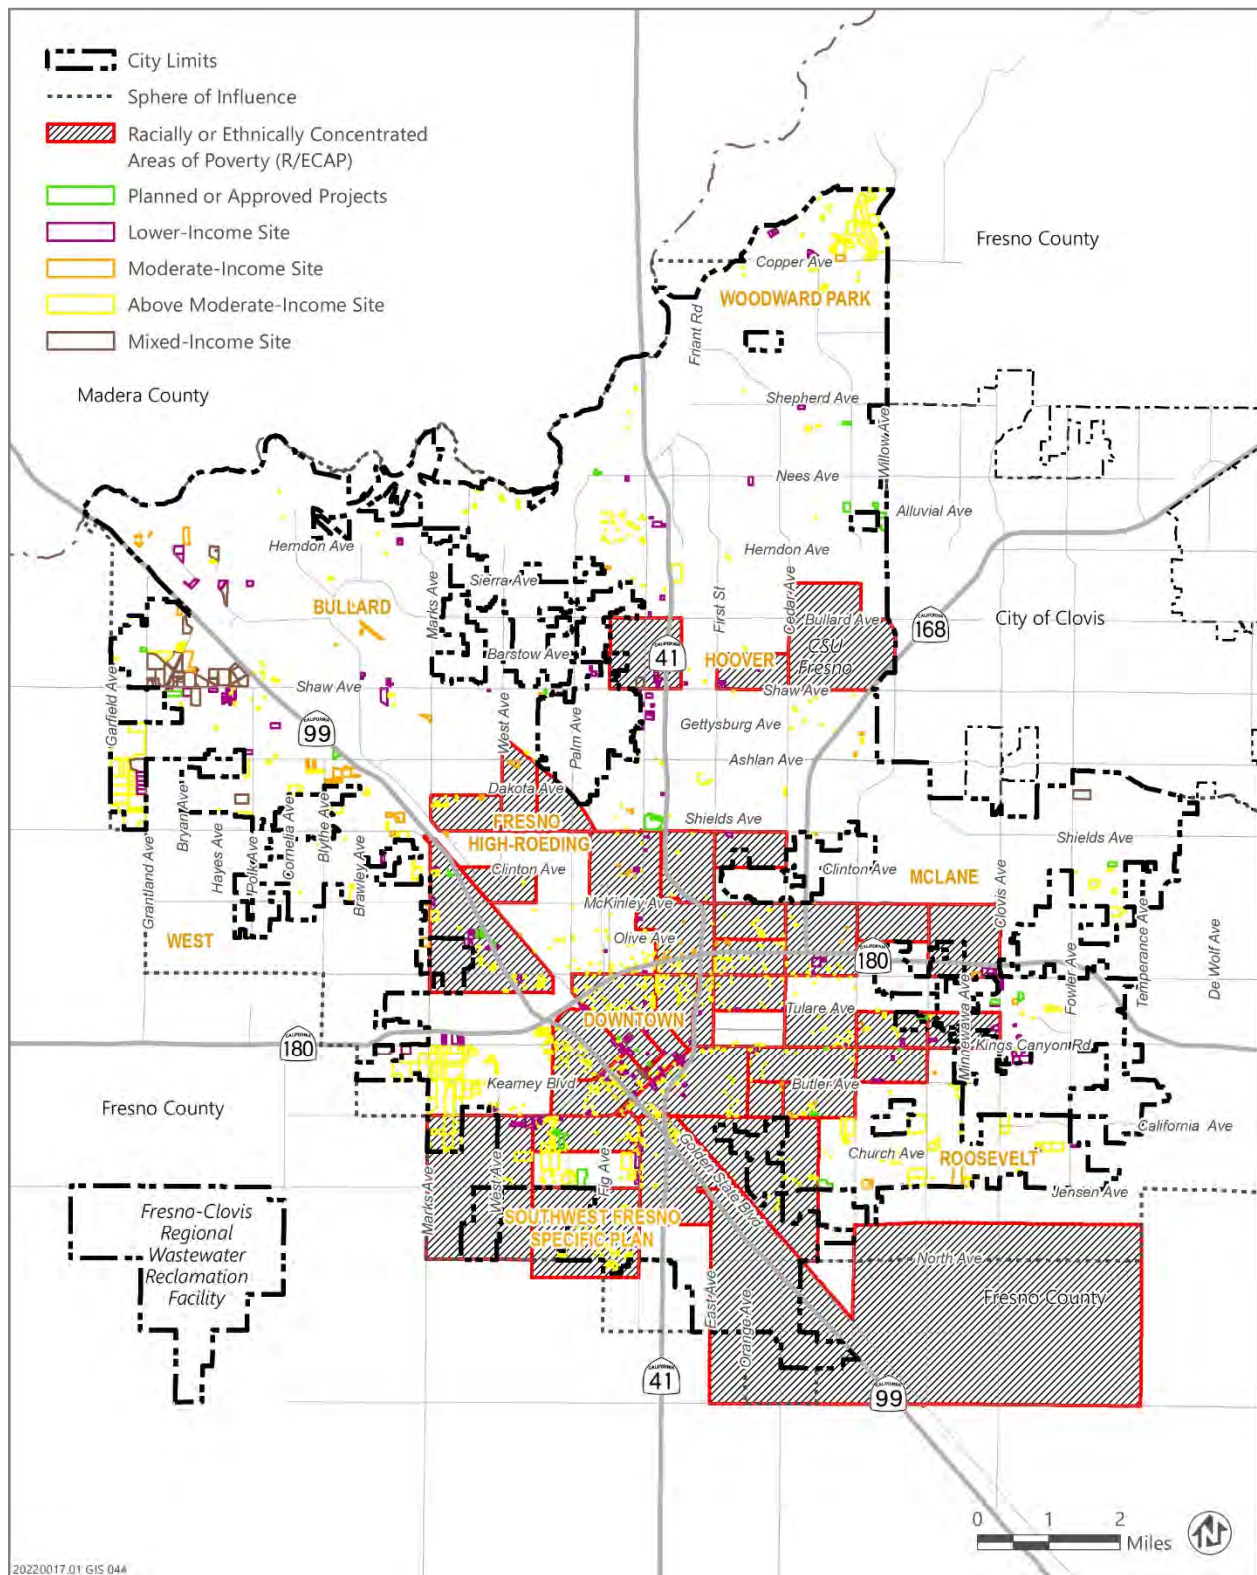 City Limits
Sphere of Influence
Racially or Ethnically Concentrated
Areas of Poverty (R/ECAP)
Planned or Approved Projects
Lower-Income Site
Moderate-Income Site
Above Moderate-Income Site
Mixed-Income Site
Madera County
Fresno County
Copper Ave
WOODWARD PARK
Friant Rd
Shepherd Ave
Willow Ave
Nees Ave
Alluvial Ave
Herndon Ave
Herndon Ave
Sierra Ave
Marks Ave
BULLARD
Cedar Ave
First St
Bullard Ave
CALIFORNIA
168
City of Clovis
CSU
Fresno
Barstow Ave
CALIFORNIA
41
HOOVER
Garfield Ave
Shaw Ave
Shaw Ave
West Ave
Palm Ave
Gettysburg Ave
CALIFORNIA
99
Ashlan Ave
Dakota Ave
FRESNO
HIGH-ROEDING
Shields Ave
Shields Ave
Grantland Ave
Bryan Ave
Hayes Ave
Polk Ave
Cornelia Ave
Blythe Ave
Brawley Ave
Clinton Ave
Clinton Ave
MCLANE
Clovis Ave
McKinley Ave
WEST
Olive Ave
CALIFORNIA
180
Minnewawa Ave
Fowler Ave
Temperance Ave
De Wolf Ave
DOWNTOWN
Tulare Ave
CALIFORNIA
180
Kings Canyon Rd
Kearney Blvd
Butler Ave
Fresno County
California Ave
Golden State Blvd
Church Ave
ROOSEVELT
Jensen Ave
Marks Ave
West Ave
Fig Ave
SOUTHWEST FRESNO
SPECIFIC PLAN
Fresno-Clovis
Regional
Wastewater
Reclamation
Facility
North Ave
East Ave
Orange Ave
Fresno County
CALIFORNIA
41
CALIFORNIA
99
0 1 2
Miles
N
20220017.01 GIS 044